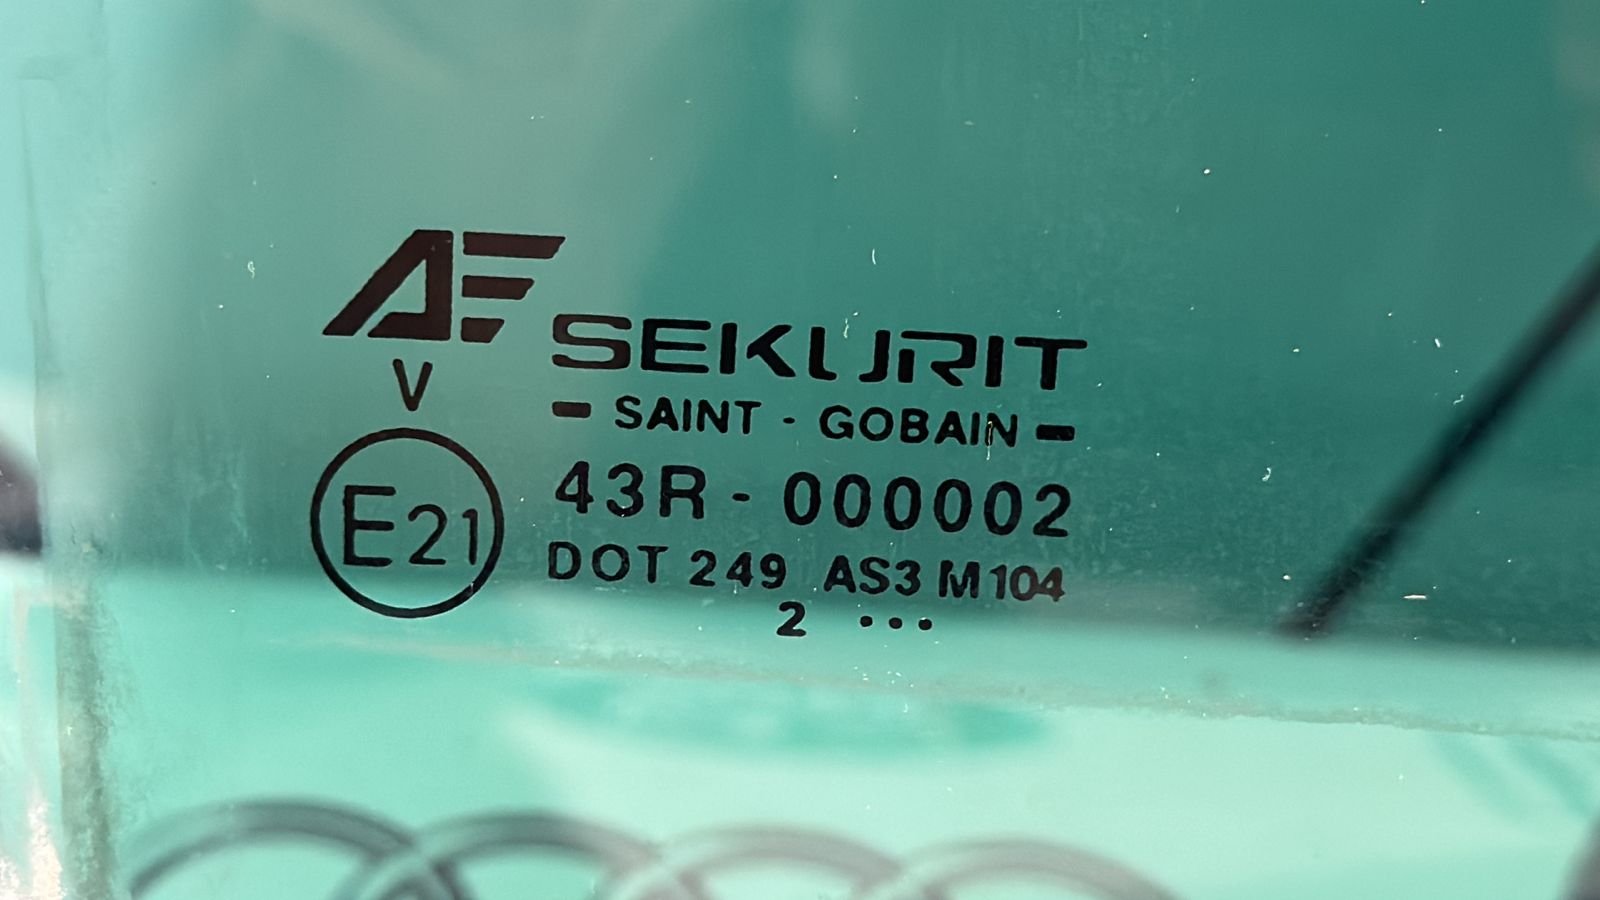 AF
SEKURIT
V
- SAINT - GOBAIN -
E21
43R - 000002
DOT 249 AS3 M104
2 •••